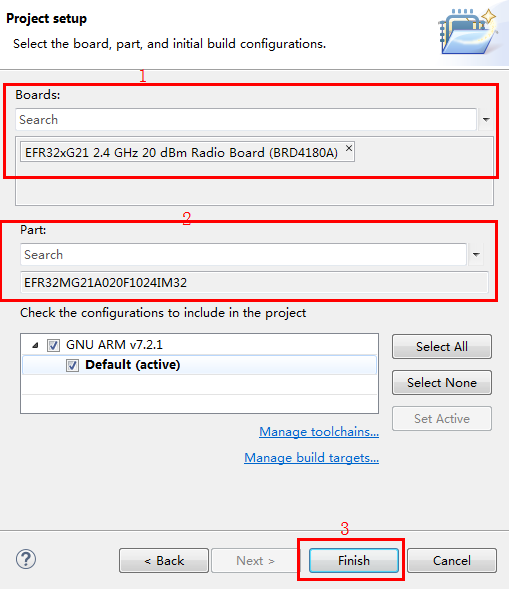 Project setup
Select the board, part, and initial build configurations.
1
Boards:
Search
EFR32xG21 2.4 GHz 20 dBm Radio Board (BRD4180A) ×
2
Part:
Search
EFR32MG21A020F1024IM32
Check the configurations to include in the project
GNU ARM v7.2.1
Default (active)
Select All
Select None
Set Active
Manage toolchains...
Manage build targets...
3
?
< Back
Next >
Finish
Cancel